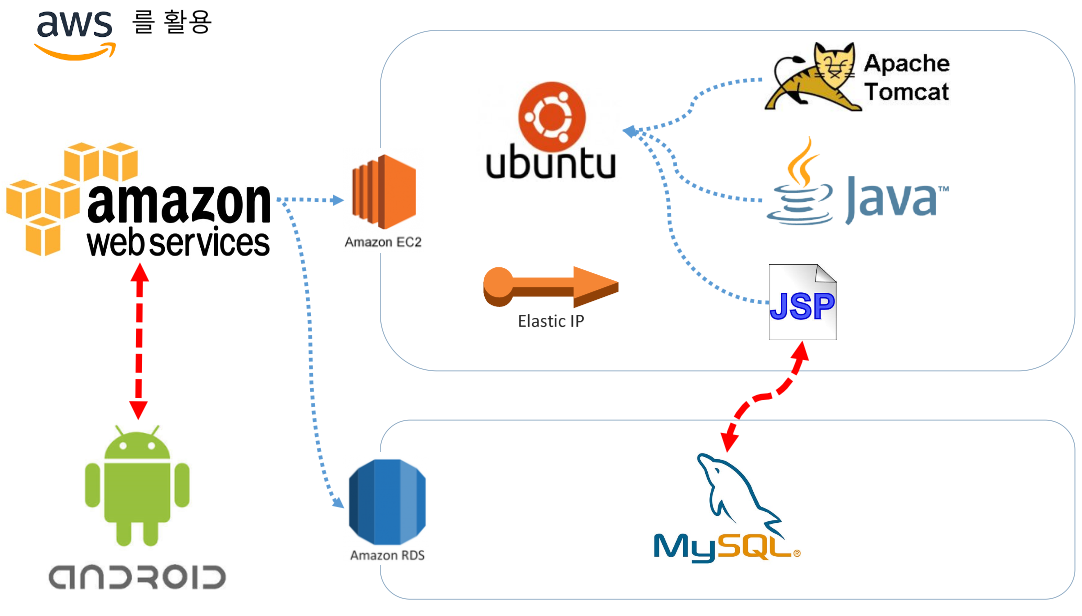 aws 를 활용
Apache
Tomcat
ubuntu
amazon
web services
Amazon EC2
Java™
Elastic IP
JSP
ANDROID
Amazon RDS
MySQL®